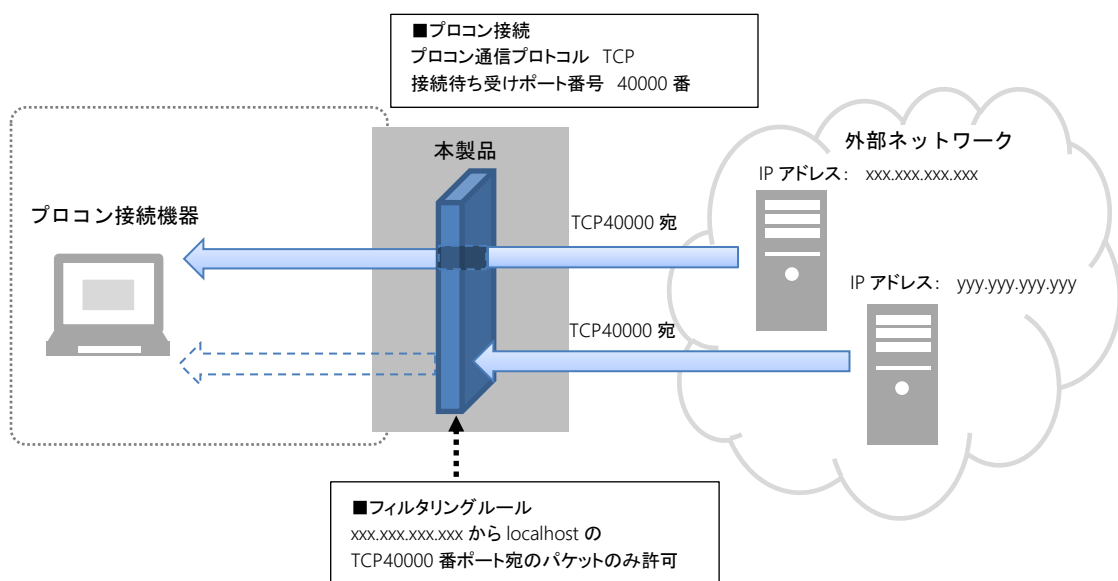 ■プロコン接続
プロコン通信プロトコル TCP
接続待ち受けポート番号 40000 番
本製品
外部ネットワーク
IP アドレス: xxx.xxx.xxx.xxx
プロコン接続機器
TCP40000 宛
IP アドレス: yyy.yyy.yyy.yyy
TCP40000 宛
■フィルタリングルール
xxx.xxx.xxx.xxx から localhost の
TCP40000 番ポート宛のパケットのみ許可